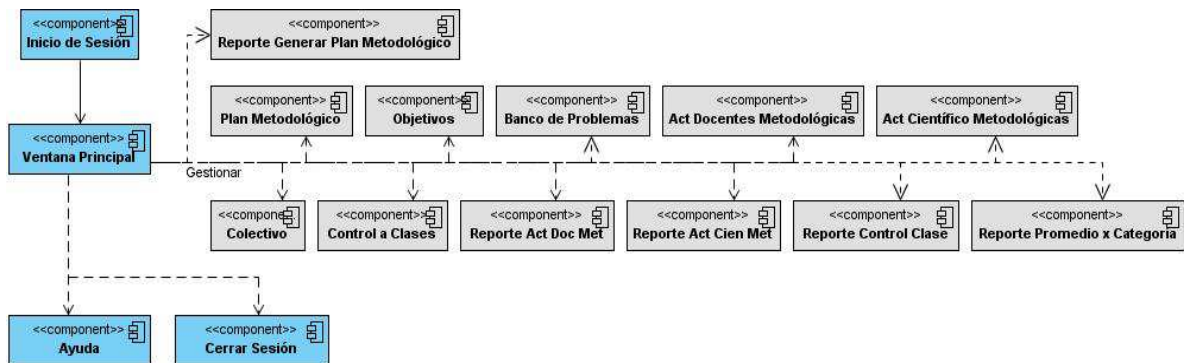 <<component>>
Inicio de Sesión
<<component>>
Reporte Generar Plan Metodológico
<<component>>
Plan Metodológico
<<component>>
Objetivos
<<component>>
Banco de Problemas
<<component>>
Act Docentes Metodológicas
<<component>>
Act Científico Metodológicas
<<component>>
Ventana Principal
Gestionar
<<componen..
Colectivo
<<component>>
Control a Clases
<<component>>
Reporte Act Doc Met
<<component>>
Reporte Act Cien Met
<<component>>
Reporte Control Clase
<<component>>
Reporte Promedio x Categoria
<<component>>
Ayuda
<<component>>
Cerrar Sesión